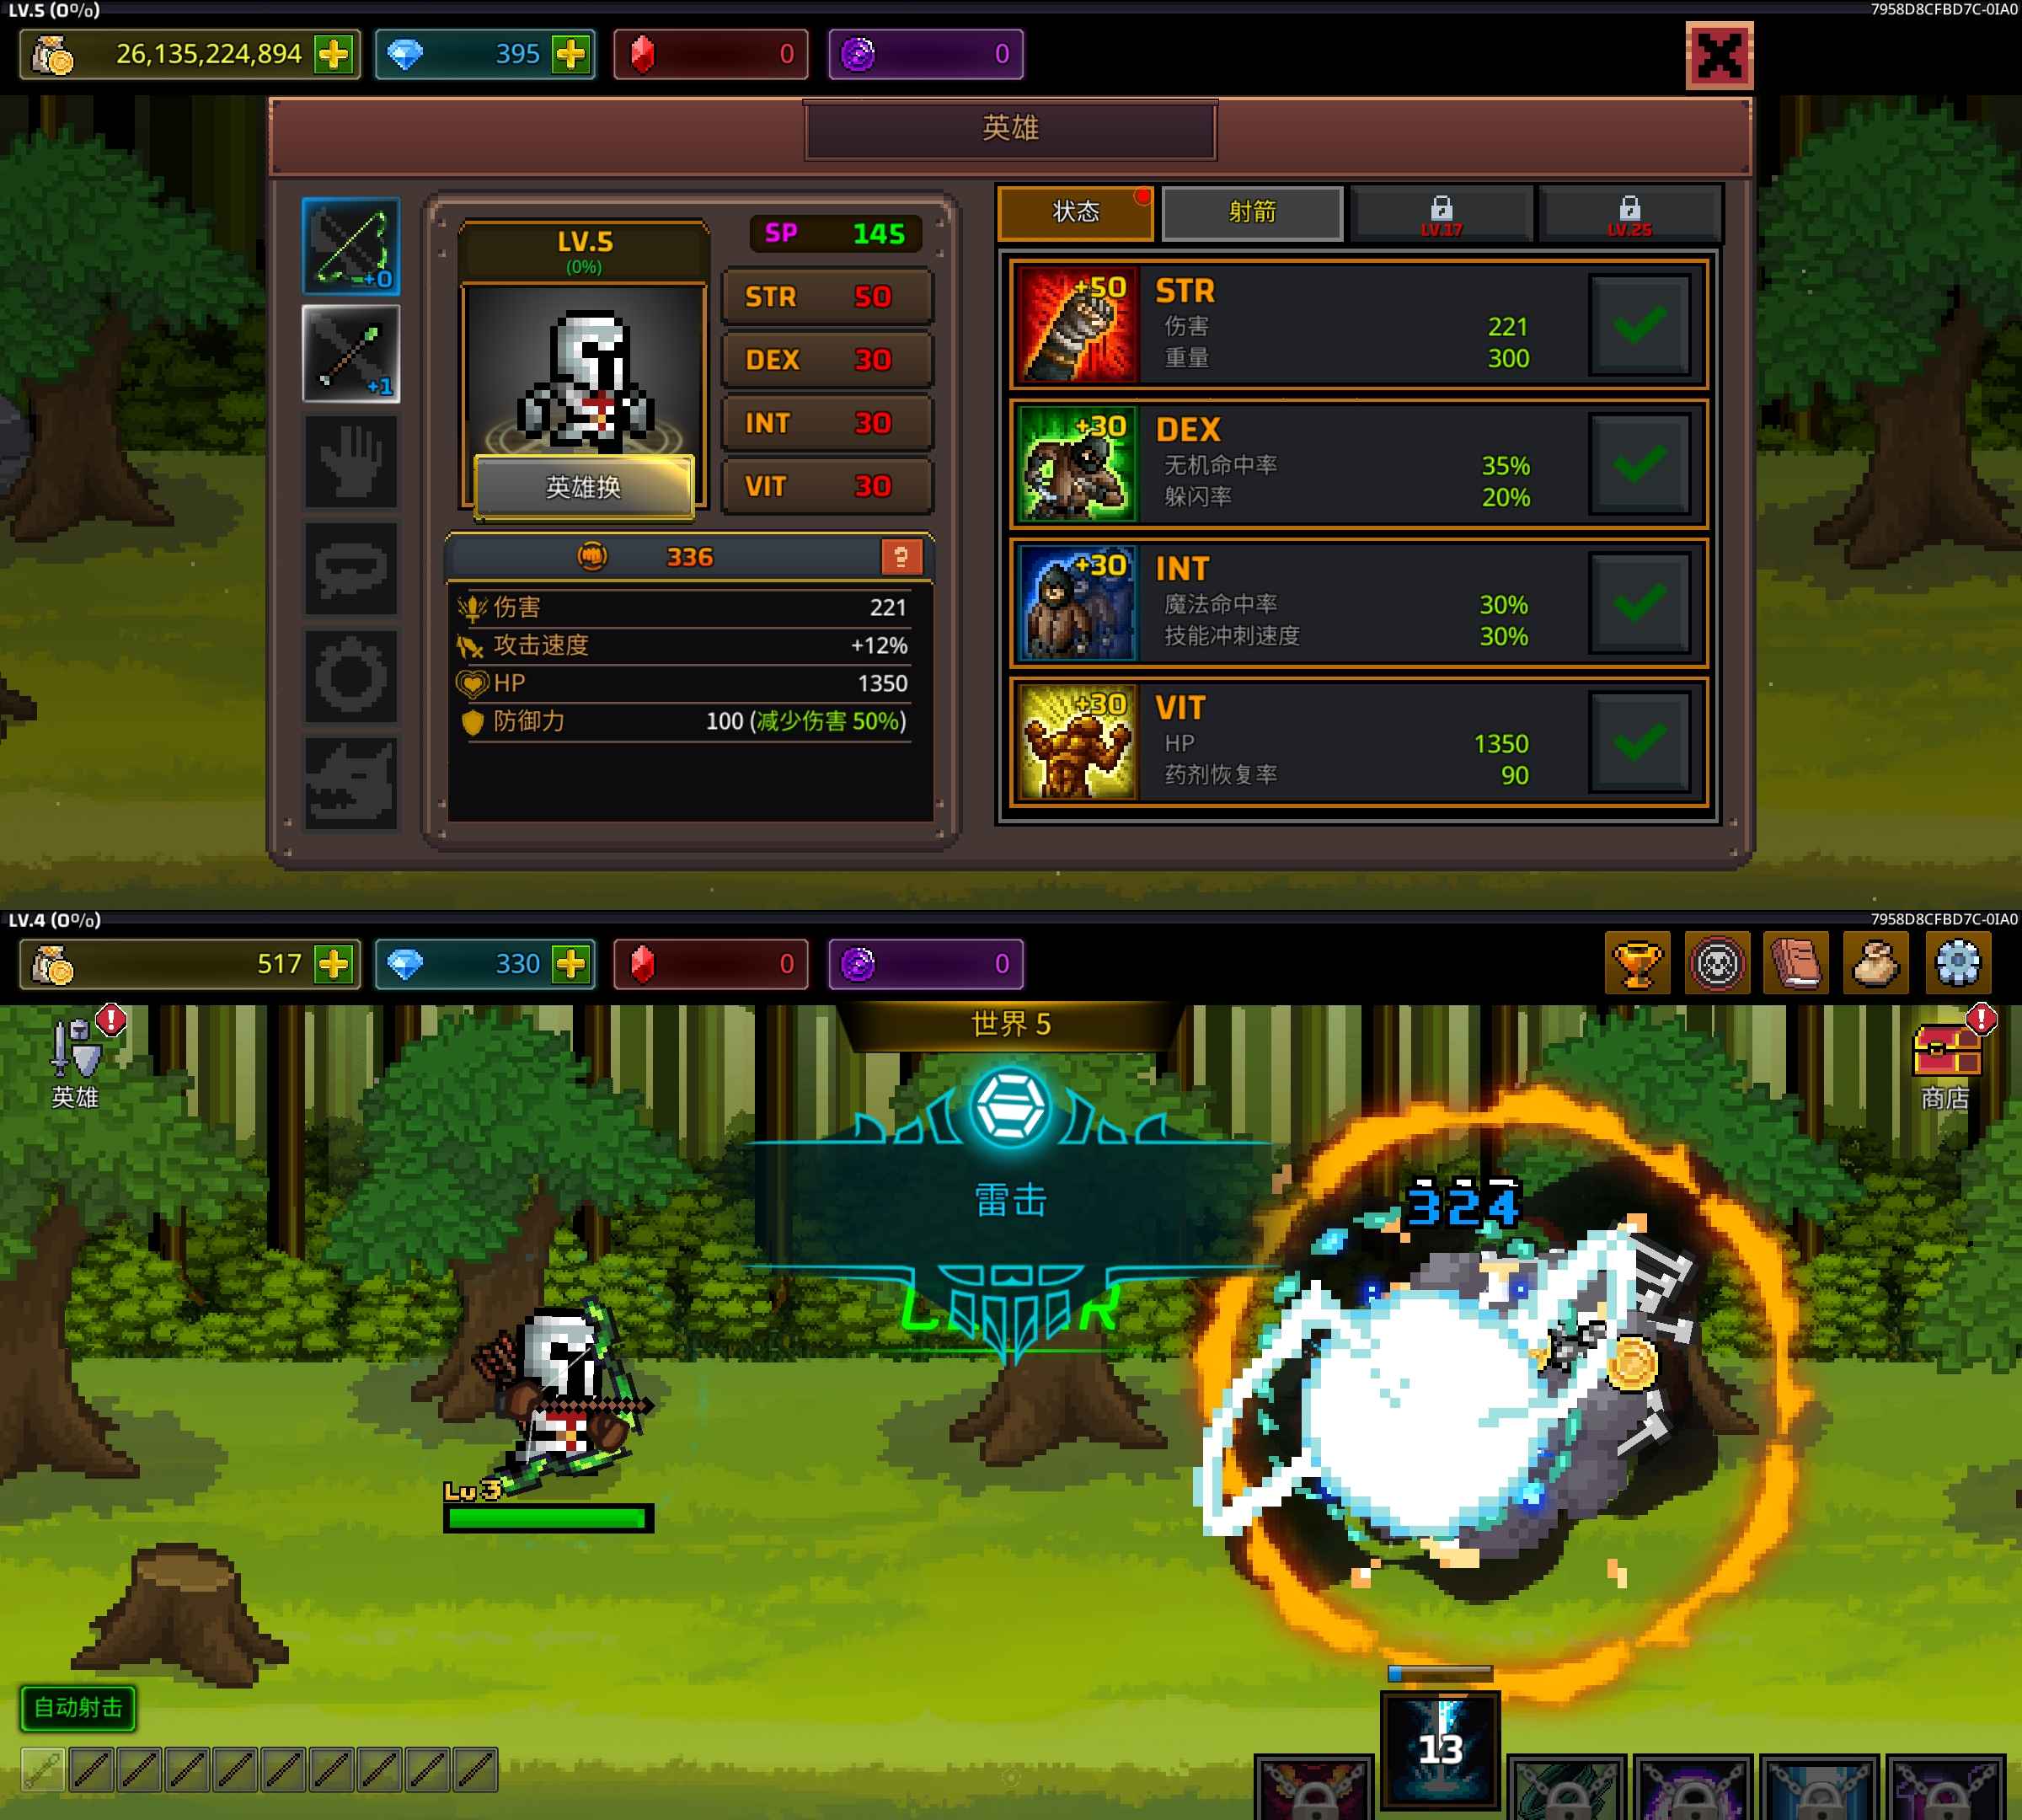 LV.5 (0%)
7958D8CFBD7C-0IA0
26,135,224,894
395
0
0
英雄
+0
+1
LV.5
(0%)
英雄换
SP 145
STR 50
DEX 30
INT 30
VIT 30
336
?
伤害 221
攻击速度 +12%
HP 1350
防御力 100 (减少伤害 50%)
状态
射箭
LV.17
LV.25
+50
STR
伤害 221
重量 300
+30
DEX
无机命中率 35%
躲闪率 20%
+30
INT
魔法命中率 30%
技能冲刺速度 30%
+30
VIT
HP 1350
药剂恢复率 90
LV.4 (0%)
7958D8CFBD7C-0IA0
517
330
0
0
!
英雄
世界 5
!
商店
雷击
324
Lv 3
自动射击
13